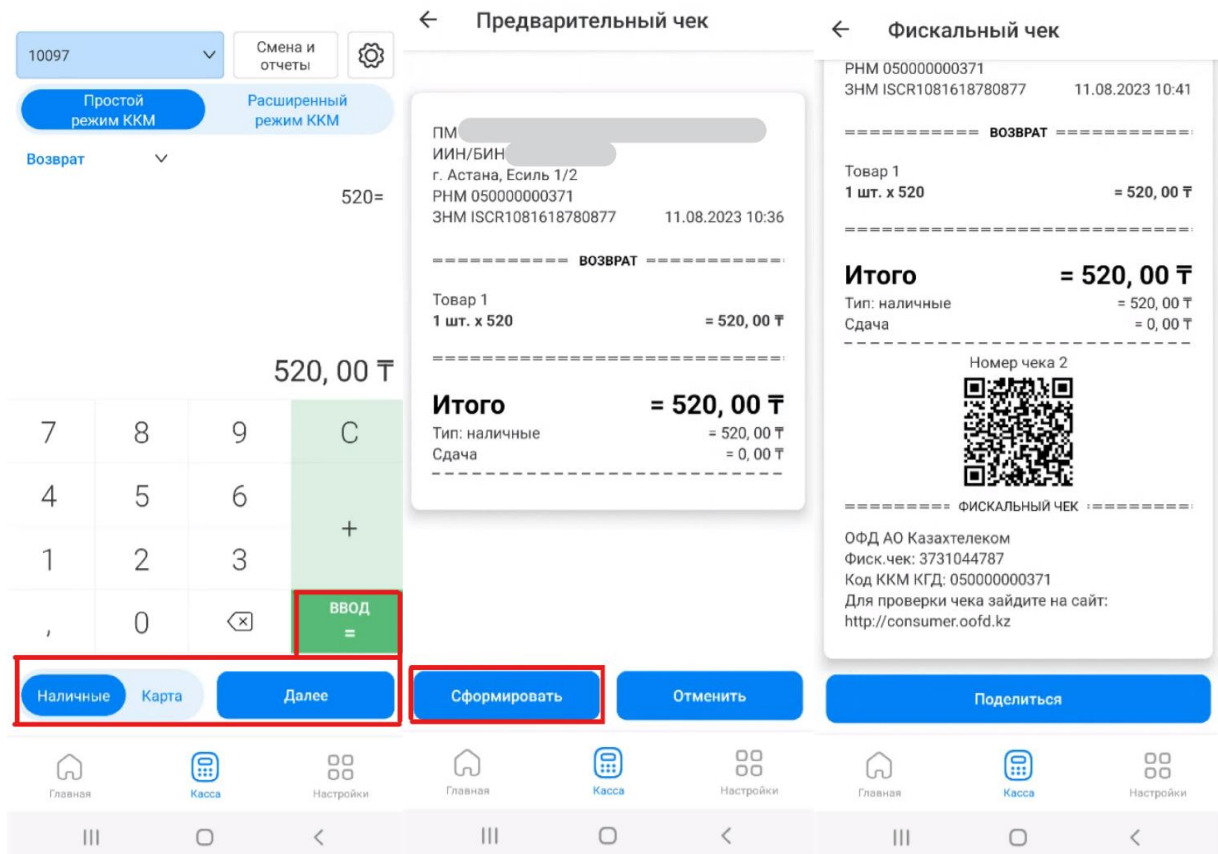 10097
Смена и
отчеты
Простой
режим ККМ
Расширенный
режим ККМ
Возврат
520=
520, 00 ₸
7 8 9 C
4 5 6
+
1 2 3
ВВОД
=
, 0
Наличные Карта Далее
Главная Касса Настройки
Предварительный чек
ПМ
ИИН/БИН
г. Астана, Есиль 1/2
РНМ 050000000371
ЗНМ ISCR1081618780877 11.08.2023 10:36
=========== ВОЗВРАТ ===========
Товар 1
1 шт. x 520 = 520, 00 ₸
Итого = 520, 00 ₸
Тип: наличные = 520, 00 ₸
Сдача = 0, 00 ₸
Сформировать Отменить
Главная Касса Настройки
Фискальный чек
РНМ 050000000371
ЗНМ ISCR1081618780877 11.08.2023 10:41
=========== ВОЗВРАТ ===========
Товар 1
1 шт. x 520 = 520, 00 ₸
Итого = 520, 00 ₸
Тип: наличные = 520, 00 ₸
Сдача = 0, 00 ₸
Номер чека 2
========= ФИСКАЛЬНЫЙ ЧЕК =========
ОФД АО Казахтелеком
Фиск.чек: 3731044787
Код ККМ КГД: 050000000371
Для проверки чека зайдите на сайт:
http://consumer.oofd.kz
Поделиться
Главная Касса Настройки